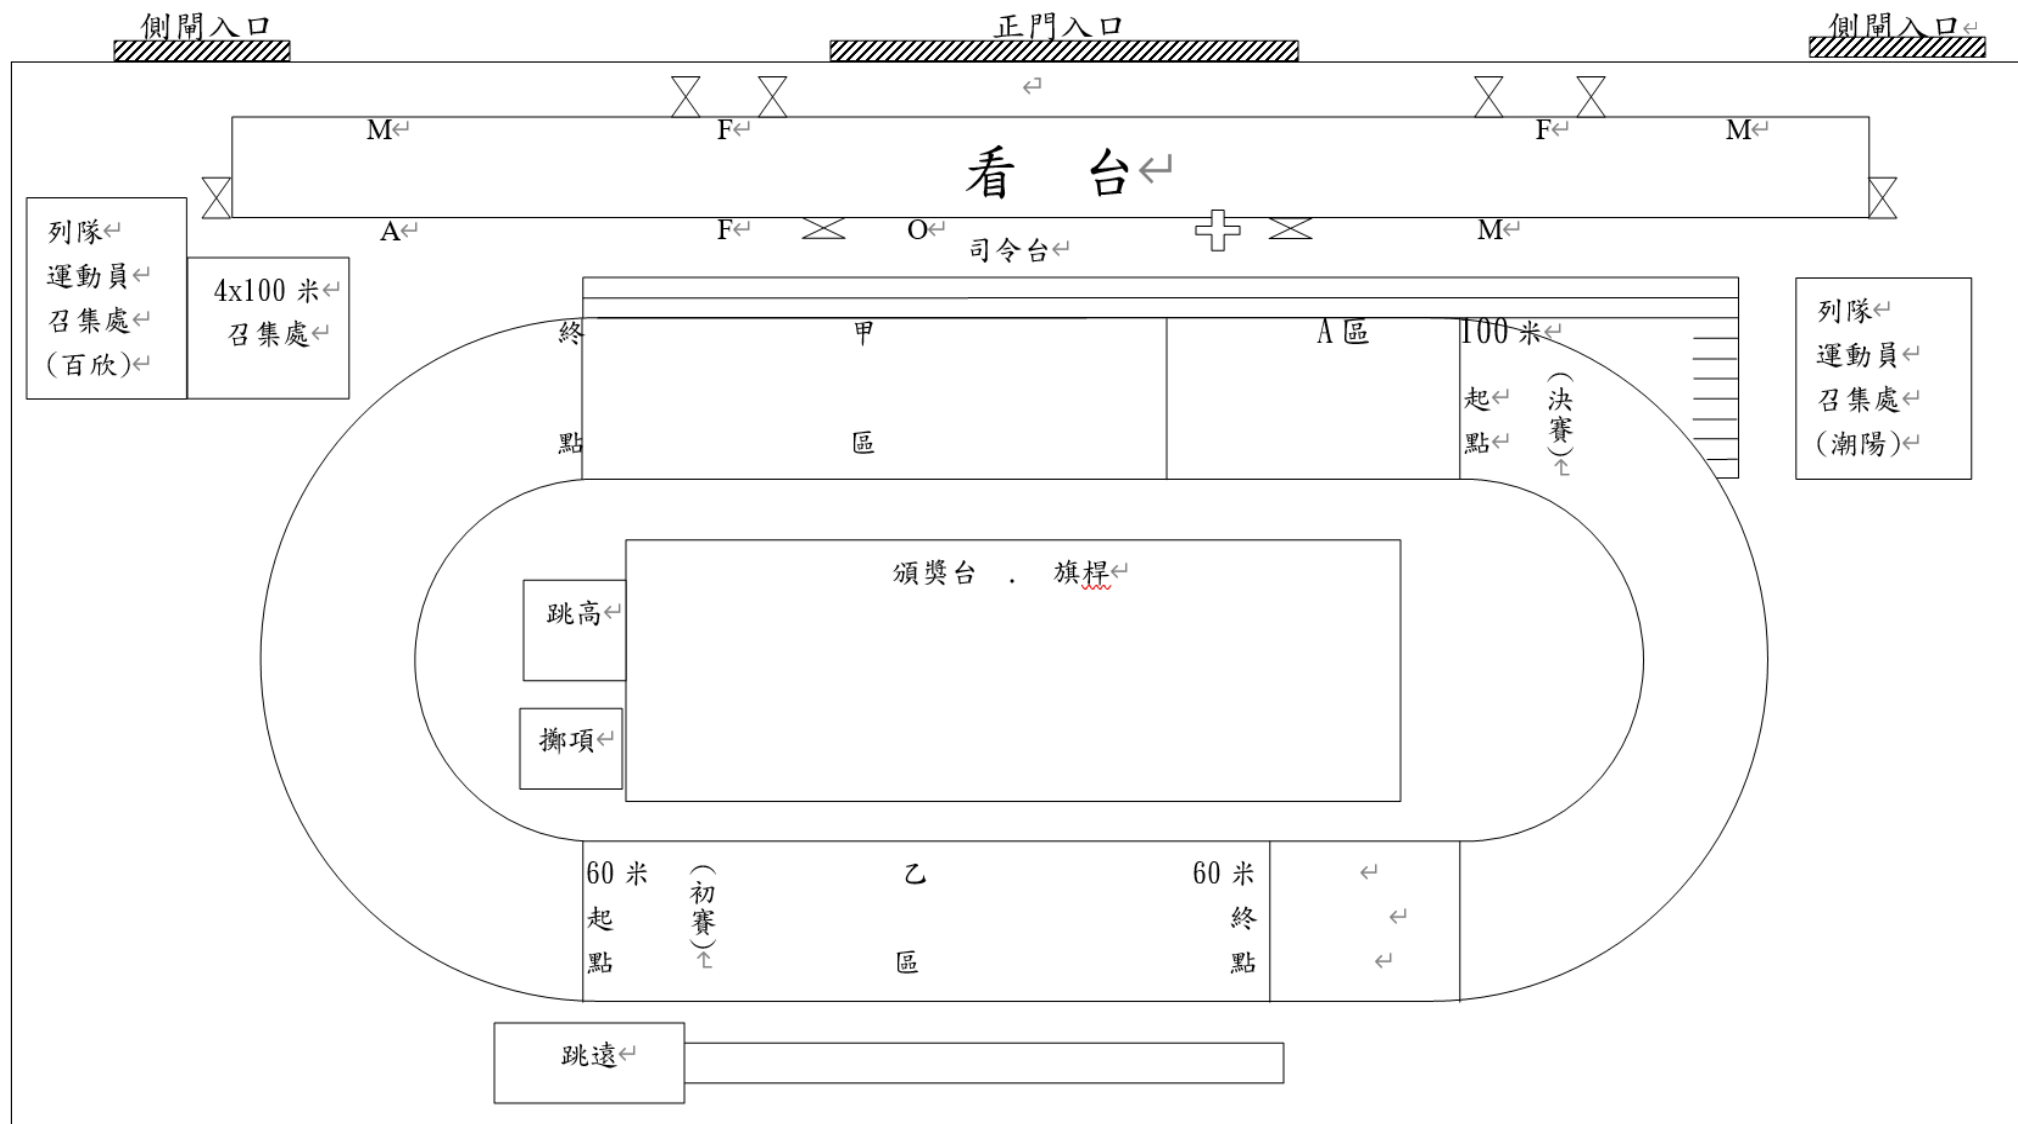 側閘入口
正門入口
側閘入口
M
F
F
M
看 台
A
F
O
M
司令台
列隊
運動員
召集處
(百欣)
4x100 米
召集處
列隊
運動員
召集處
(潮陽)
終
點
甲
區
A 區
100 米
起
點
(決賽)
頒獎台 . 旗桿
跳高
擲項
60 米
起
點
(初賽)
乙
區
60 米
終
點
跳遠